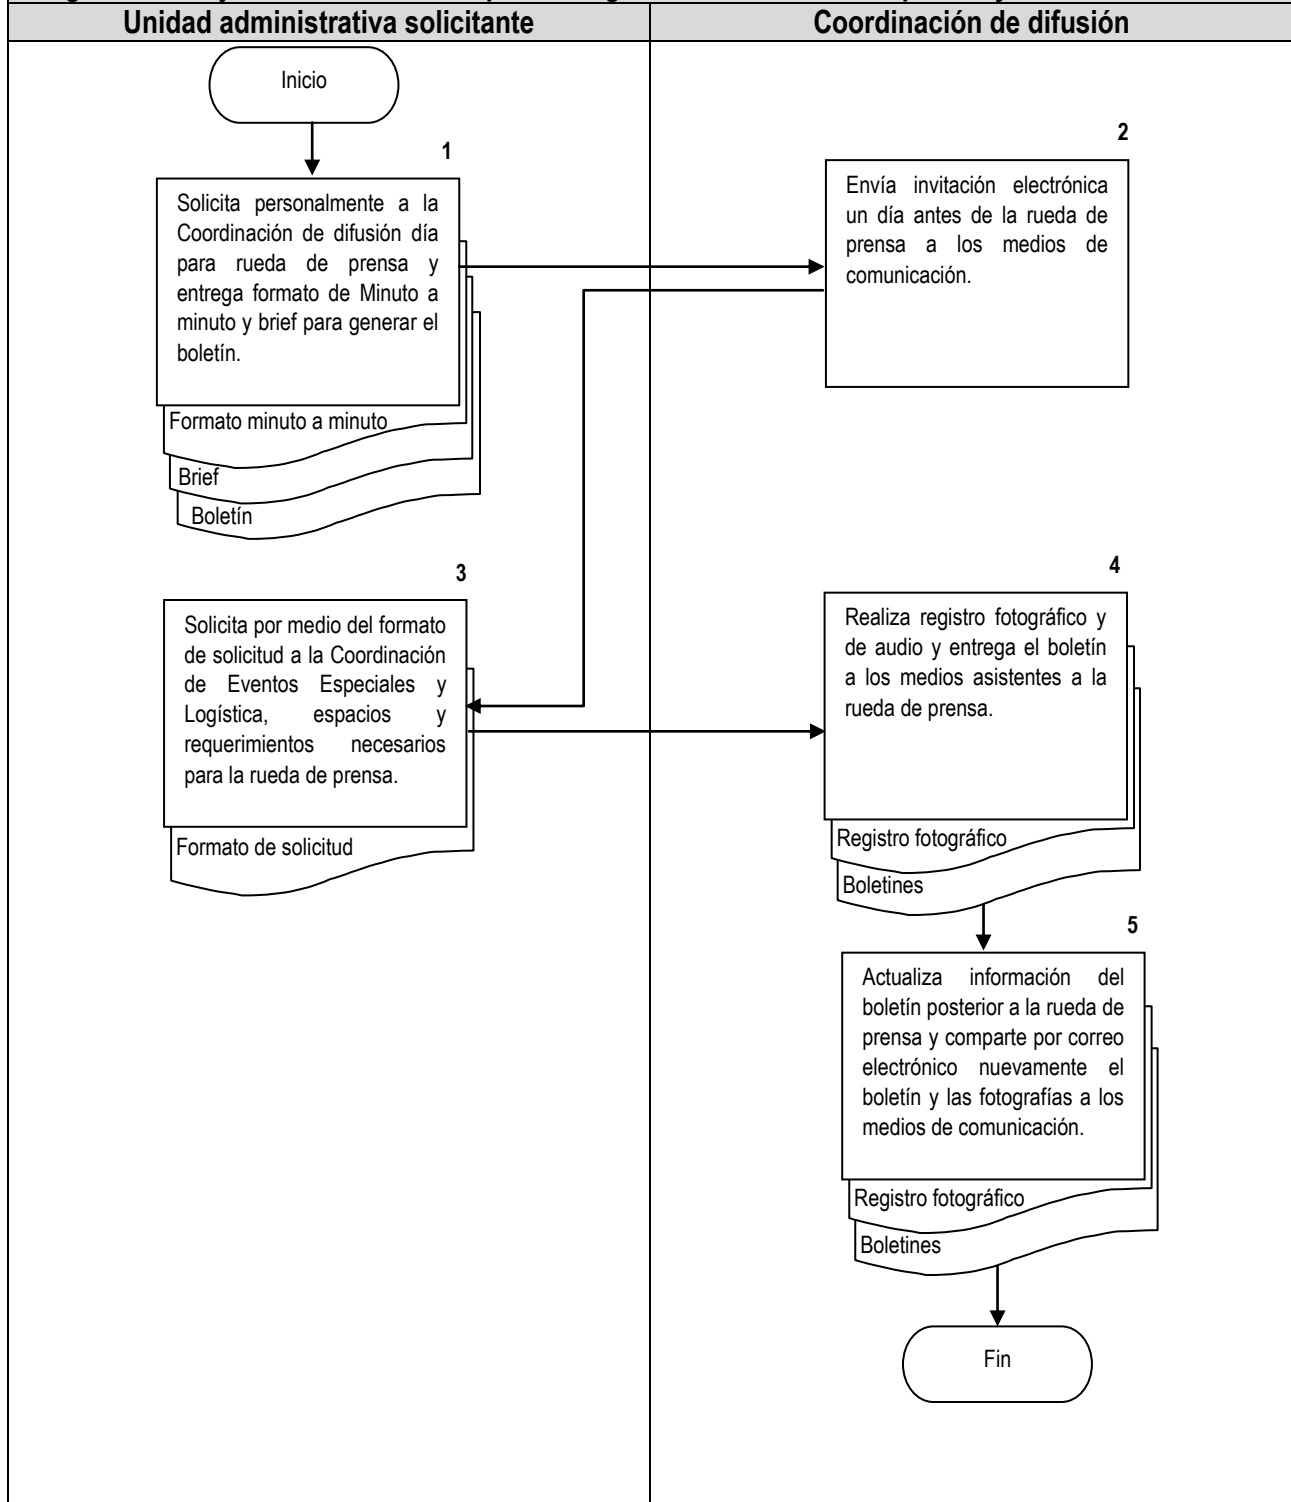 Unidad administrativa solicitante
Coordinación de difusión
Inicio
1
Solicita personalmente a la
Coordinación de difusión día
para rueda de prensa y
entrega formato de Minuto a
minuto y brief para generar el
boletín.
Formato minuto a minuto
Brief
Boletín
2
Envía invitación electrónica
un día antes de la rueda de
prensa a los medios de
comunicación.
3
Solicita por medio del formato
de solicitud a la Coordinación
de Eventos Especiales y
Logística, espacios y
requerimientos necesarios
para la rueda de prensa.
Formato de solicitud
4
Realiza registro fotográfico y
de audio y entrega el boletín
a los medios asistentes a la
rueda de prensa.
Registro fotográfico
Boletines
5
Actualiza información del
boletín posterior a la rueda de
prensa y comparte por correo
electrónico nuevamente el
boletín y las fotografías a los
medios de comunicación.
Registro fotográfico
Boletines
Fin